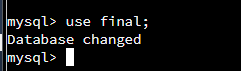 mysql> use final;
Database changed
mysql>